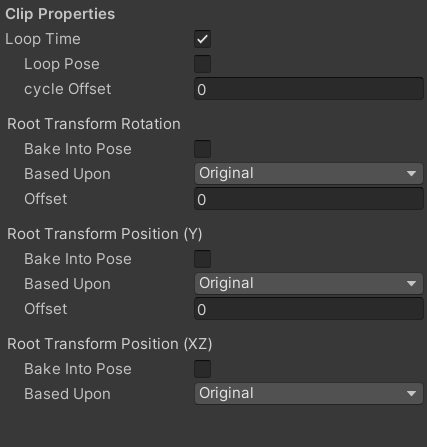 Clip Properties
Loop Time
Loop Pose
cycle Offset 0
Root Transform Rotation
Bake Into Pose
Based Upon Original
Offset 0
Root Transform Position (Y)
Bake Into Pose
Based Upon Original
Offset 0
Root Transform Position (XZ)
Bake Into Pose
Based Upon Original